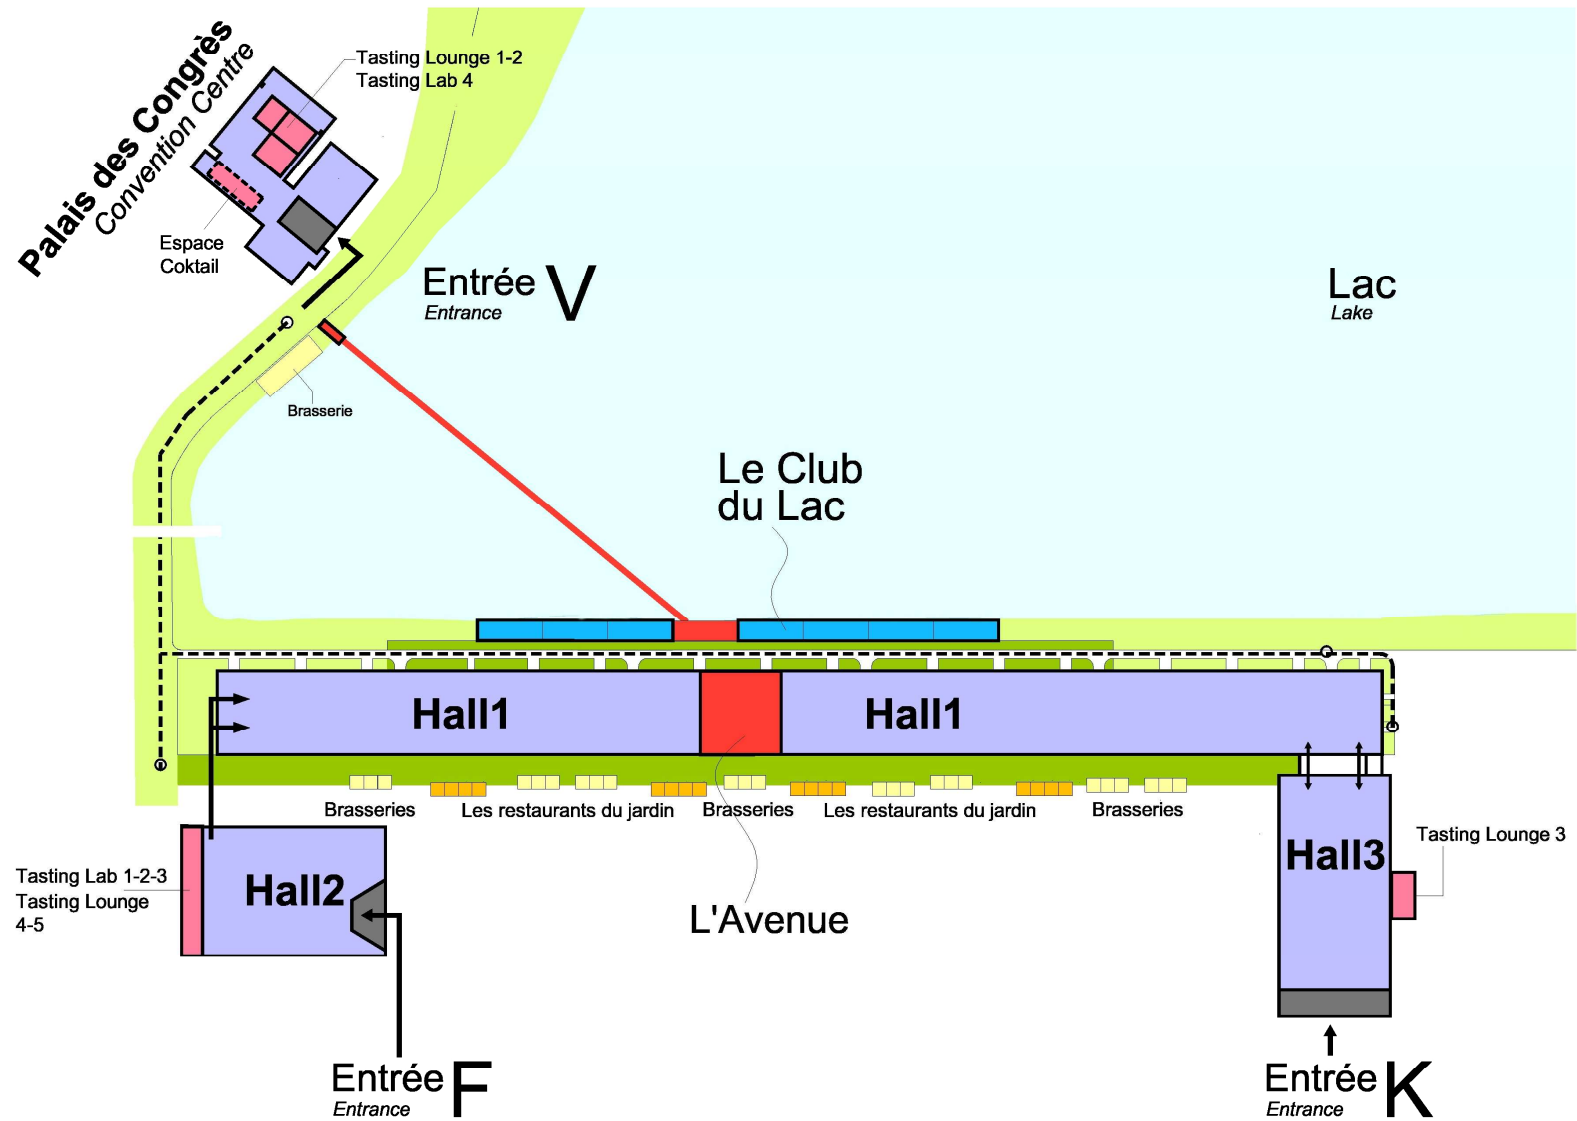 Palais des Congrès
Convention Centre
Tasting Lounge 1-2
Tasting Lab 4
Espace
Coktail
Entrée V
Entrance
Lac
Lake
Brasserie
Le Club
du Lac
Hall1
Hall1
Brasseries
Les restaurants du jardin
Brasseries
Les restaurants du jardin
Brasseries
Tasting Lab 1-2-3
Tasting Lounge
4-5
Hall2
L'Avenue
Hall3
Tasting Lounge 3
Entrée F
Entrance
Entrée K
Entrance